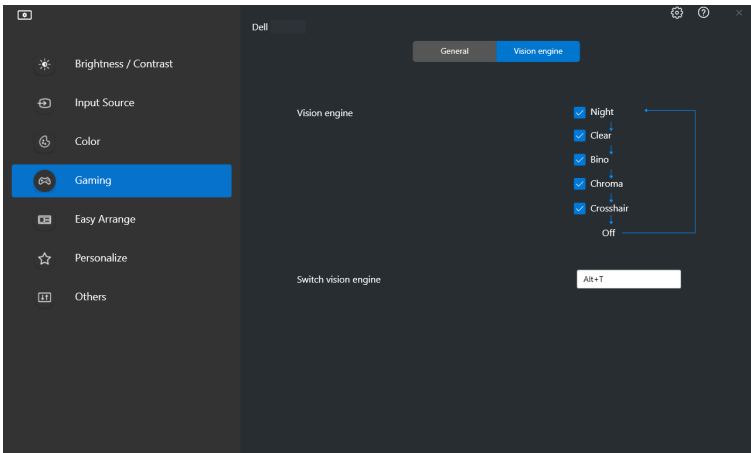 Dell
General
Vision engine
Brightness / Contrast
Input Source
Color
Gaming
Easy Arrange
Personalize
Others
Vision engine
Night
Clear
Bino
Chroma
Crosshair
Off
Switch vision engine
Alt+T